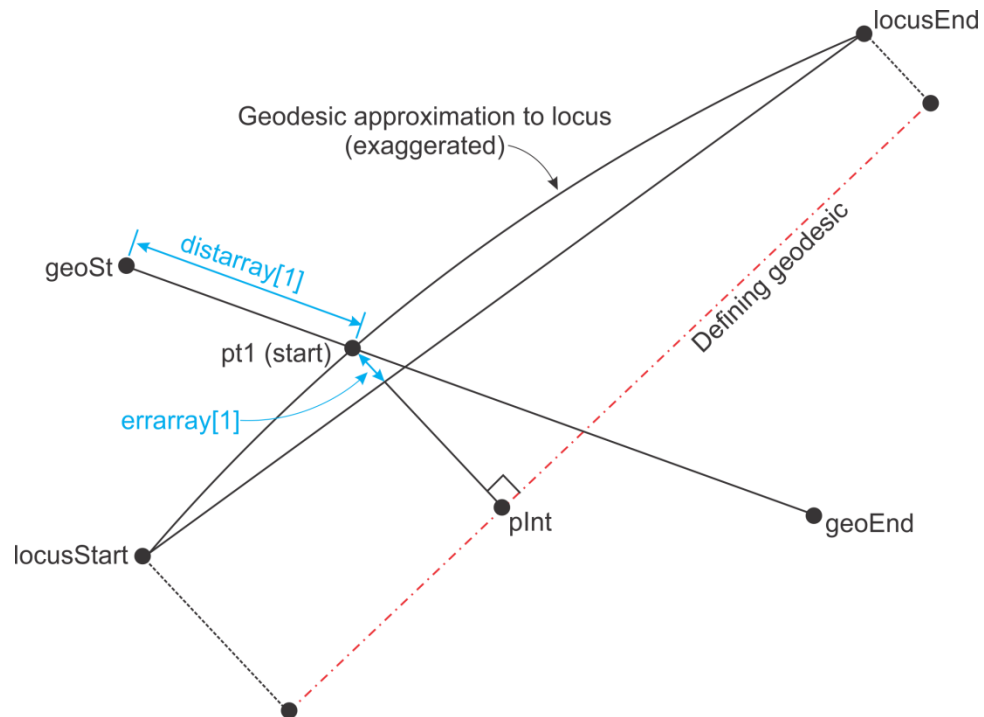 locusEnd
Geodesic approximation to locus
(exaggerated)
distarray[1]
geoSt
Defining geodesic
pt1 (start)
errarray[1]
pInt
geoEnd
locusStart